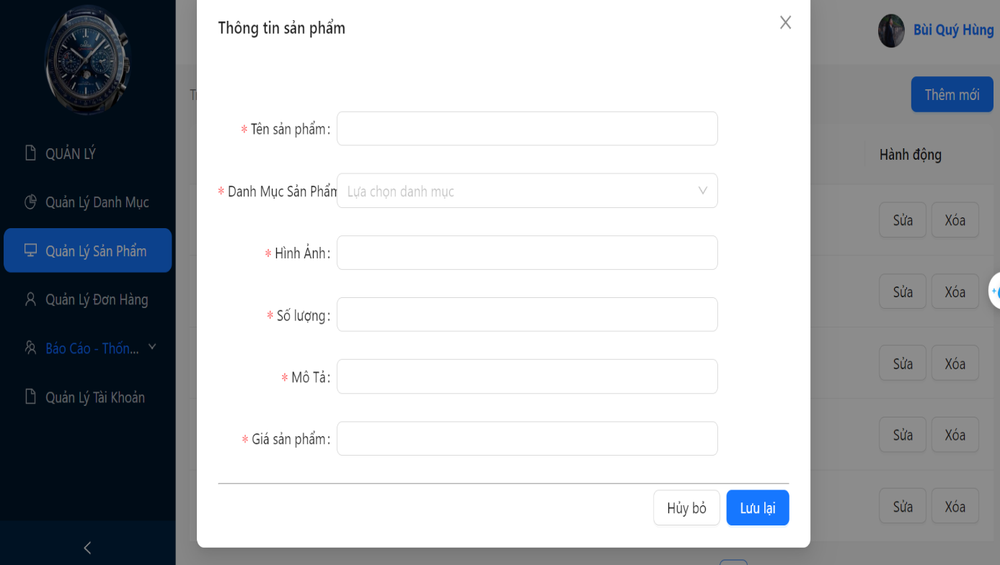 Thông tin sản phẩm
Bùi Quý Hùng
Thêm mới
Hành động
QUẢN LÝ
Quản Lý Danh Mục
Quản Lý Sản Phẩm
Quản Lý Đơn Hàng
Báo Cáo - Thốn...
Quản Lý Tài Khoản
* Tên sản phẩm:
* Danh Mục Sản Phẩm
Lựa chọn danh mục
* Hình Ảnh:
* Số lượng:
* Mô Tả:
* Giá sản phẩm:
Hủy bỏ
Lưu lại
Sửa Xóa
Sửa Xóa
Sửa Xóa
Sửa Xóa
Sửa Xóa